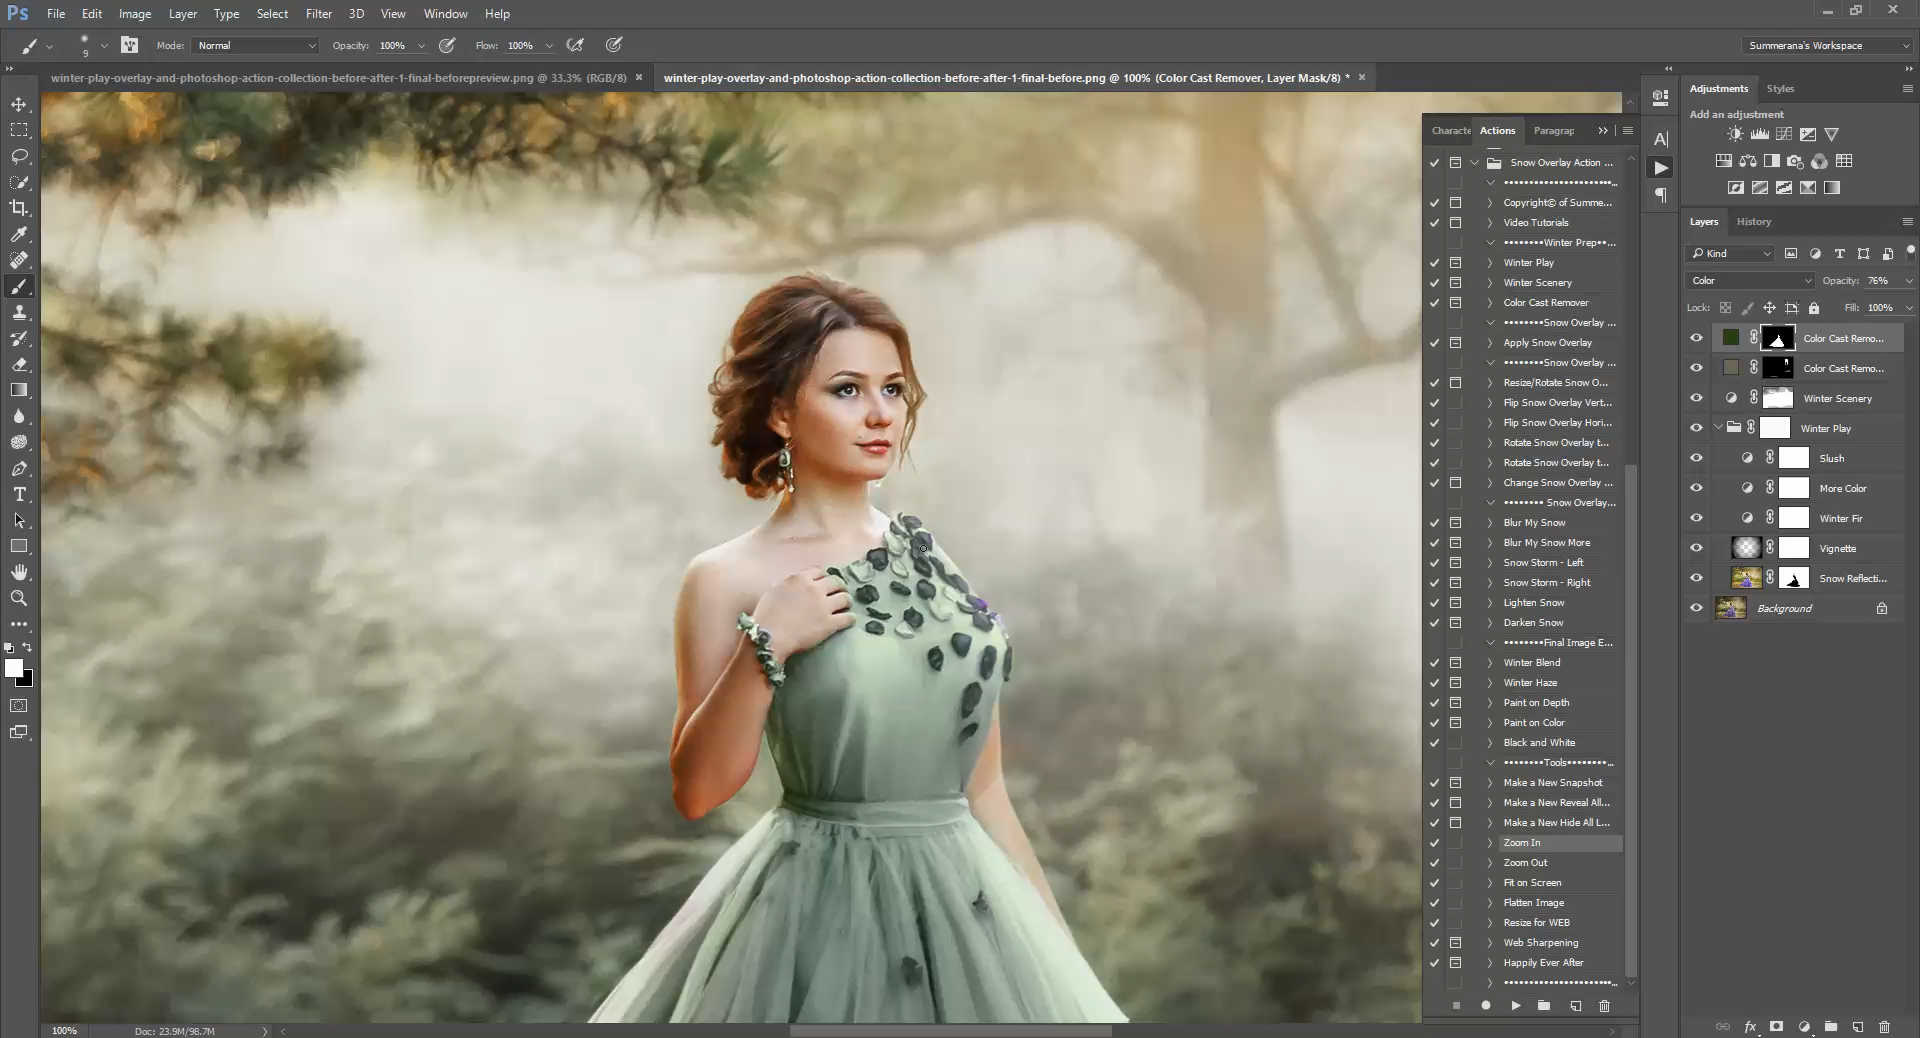 Ps File Edit Image Layer Type Select Filter 3D View Window Help
9 Mode: Normal Opacity: 100% Flow: 100% Summerana's Workspace
winter-play-overlay-and-photoshop-action-collection-before-after-1-final-beforepreview.png @ 33.3% (RGB/8) winter-play-overlay-and-photoshop-action-collection-before-after-1-final-before.png @ 100% (Color Cast Remover, Layer Mask/8) *
Characte Actions Paragrap
Snow Overlay Action ...
Copyright© of Summe...
Video Tutorials
••••••••Winter Prep••...
Winter Play
Winter Scenery
Color Cast Remover
••••••••Snow Overlay ...
Apply Snow Overlay
••••••••Snow Overlay ...
Resize/Rotate Snow O...
Flip Snow Overlay Vert...
Flip Snow Overlay Hori...
Rotate Snow Overlay t...
Rotate Snow Overlay t...
Change Snow Overlay ...
•••••••• Snow Overlay...
Blur My Snow
Blur My Snow More
Snow Storm - Left
Snow Storm - Right
Lighten Snow
Darken Snow
••••••••Final Image E...
Winter Blend
Winter Haze
Paint on Depth
Paint on Color
Black and White
••••••••Tools••••••••...
Make a New Snapshot
Make a New Reveal All...
Make a New Hide All L...
Zoom In
Zoom Out
Fit on Screen
Flatten Image
Resize for WEB
Web Sharpening
Happily Ever After
Adjustments Styles
Add an adjustment
Layers History
Kind
Color Opacity: 76%
Lock: Fill: 100%
Color Cast Remo...
Color Cast Remo...
Winter Scenery
Winter Play
Slush
More Color
Winter Fir
Vignette
Snow Reflecti...
Background
100% Doc: 23.9M/98.7M